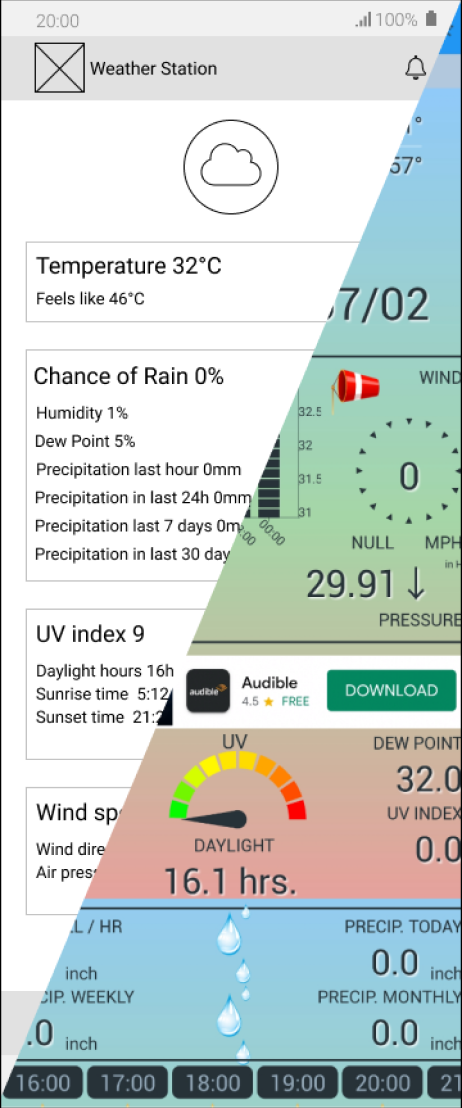 20:00
100%
Weather Station
57°
Temperature 32°C
Feels like 46°C
7/02
Chance of Rain 0%
WIND
Humidity 1%
32.5
Dew Point 5%
32
0
Precipitation last hour 0mm
31.5
Precipitation in last 24h 0mm
31
Precipitation last 7 days 0m
00:00
NULL MPH
Precipitation in last 30 day
in H
29.91 ↓
PRESSURE
UV index 9
Daylight hours 16h
Sunrise time 5:12
Sunset time 21:2
audible
Audible
4.5 ★ FREE
DOWNLOAD
UV
DEW POINT
32.0
Wind sp
UV INDEX
Wind dire
DAYLIGHT
0.0
Air pres
16.1 hrs.
L / HR
PRECIP. TODAY
inch
0.0 inch
CIP. WEEKLY
PRECIP. MONTHLY
.0 inch
0.0 inch
16:00 17:00 18:00 19:00 20:00 21